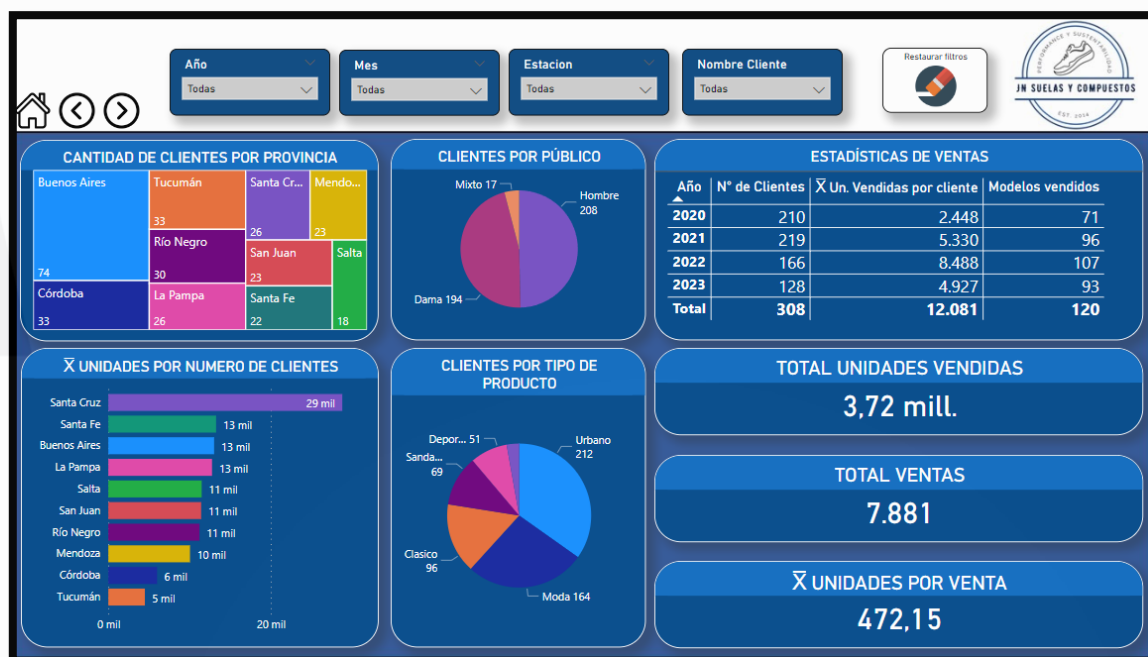 Año
Todas
Mes
Todas
Estacion
Todas
Nombre Cliente
Todas
Restaurar filtros
PERFORMANCE Y SUSTENTABILIDAD
JN SUELAS Y COMPUESTOS
EST. 2014
CANTIDAD DE CLIENTES POR PROVINCIA
Buenos Aires
74
Córdoba
33
Tucumán
33
Río Negro
30
La Pampa
26
Santa Cr...
26
Mendo...
23
San Juan
23
Santa Fe
22
Salta
18
CLIENTES POR PÚBLICO
Mixto 17
Hombre
208
Dama 194
ESTADÍSTICAS DE VENTAS
Año N° de Clientes X̅ Un. Vendidas por cliente Modelos vendidos
2020 210 2.448 71
2021 219 5.330 96
2022 166 8.488 107
2023 128 4.927 93
Total 308 12.081 120
X̅ UNIDADES POR NUMERO DE CLIENTES
Santa Cruz 29 mil
Santa Fe 13 mil
Buenos Aires 13 mil
La Pampa 13 mil
Salta 11 mil
San Juan 11 mil
Río Negro 11 mil
Mendoza 10 mil
Córdoba 6 mil
Tucumán 5 mil
0 mil 20 mil
CLIENTES POR TIPO DE
PRODUCTO
Depor... 51
Urbano
212
Sanda...
69
Clasico
96
Moda 164
TOTAL UNIDADES VENDIDAS
3,72 mill.
TOTAL VENTAS
7.881
X̅ UNIDADES POR VENTA
472,15